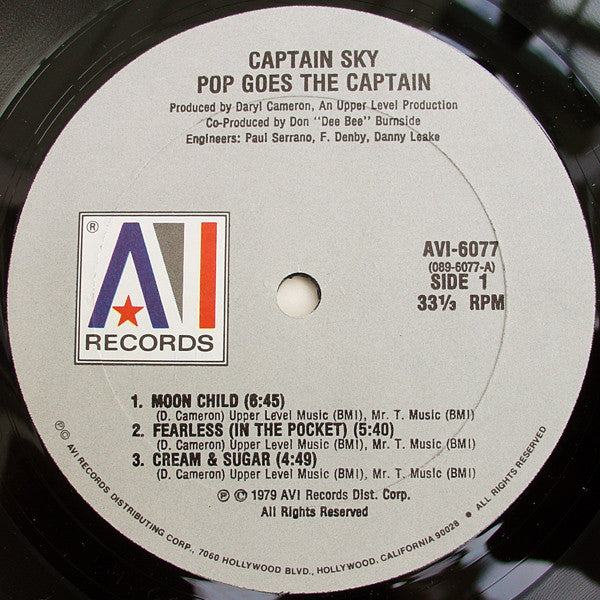 CAPTAIN SKY
POP GOES THE CAPTAIN
Produced by Daryl Cameron, An Upper Level Production
Co-Produced by Don "Dee Bee" Burnside
Engineers: Paul Serrano, F. Denby, Danny Leake
®
AVI
RECORDS
AVI-6077
(089-6077-A)
SIDE 1
33⅓ RPM
1. MOON CHILD (6:45)
(D. Cameron) Upper Level Music (BMI), Mr. T. Music (BMI)
2. FEARLESS (IN THE POCKET) (5:40)
(D. Cameron) Upper Level Music (BMI), Mr. T. Music (BMI)
3. CREAM & SUGAR (4:49)
(D. Cameron) Upper Level Music (BMI), Mr. T. Music (BMI)
℗ © 1979 AVI Records Dist. Corp.
All Rights Reserved
℗ © AVI RECORDS DISTRIBUTING CORP., 7060 HOLLYWOOD BLVD., HOLLYWOOD, CALIFORNIA 90028 ● ALL RIGHTS RESERVED